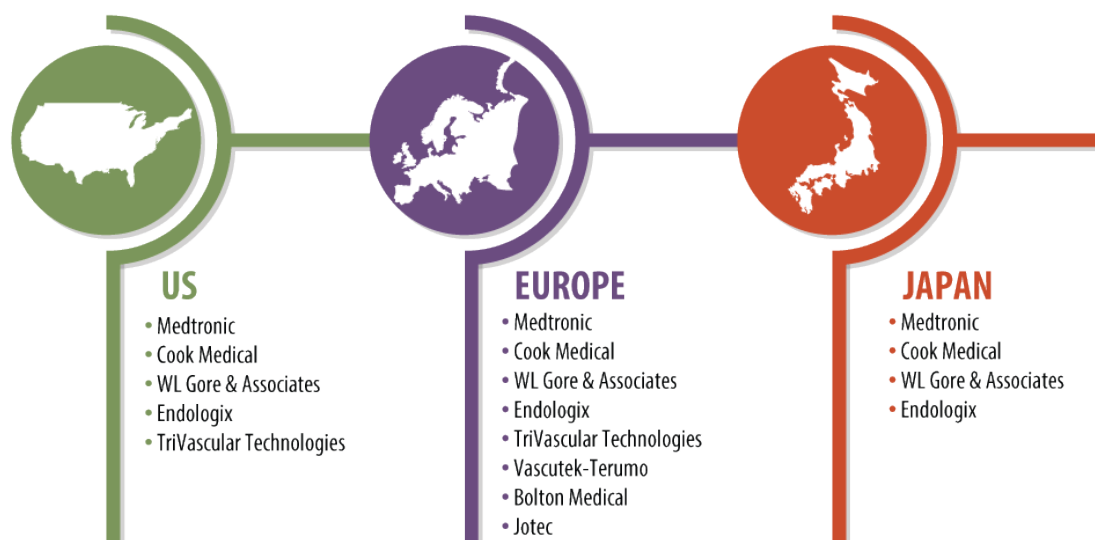 US
• Medtronic
• Cook Medical
• WL Gore & Associates
• Endologix
• TriVascular Technologies
EUROPE
• Medtronic
• Cook Medical
• WL Gore & Associates
• Endologix
• TriVascular Technologies
• Vascutek-Terumo
• Bolton Medical
• Jotec
JAPAN
• Medtronic
• Cook Medical
• WL Gore & Associates
• Endologix